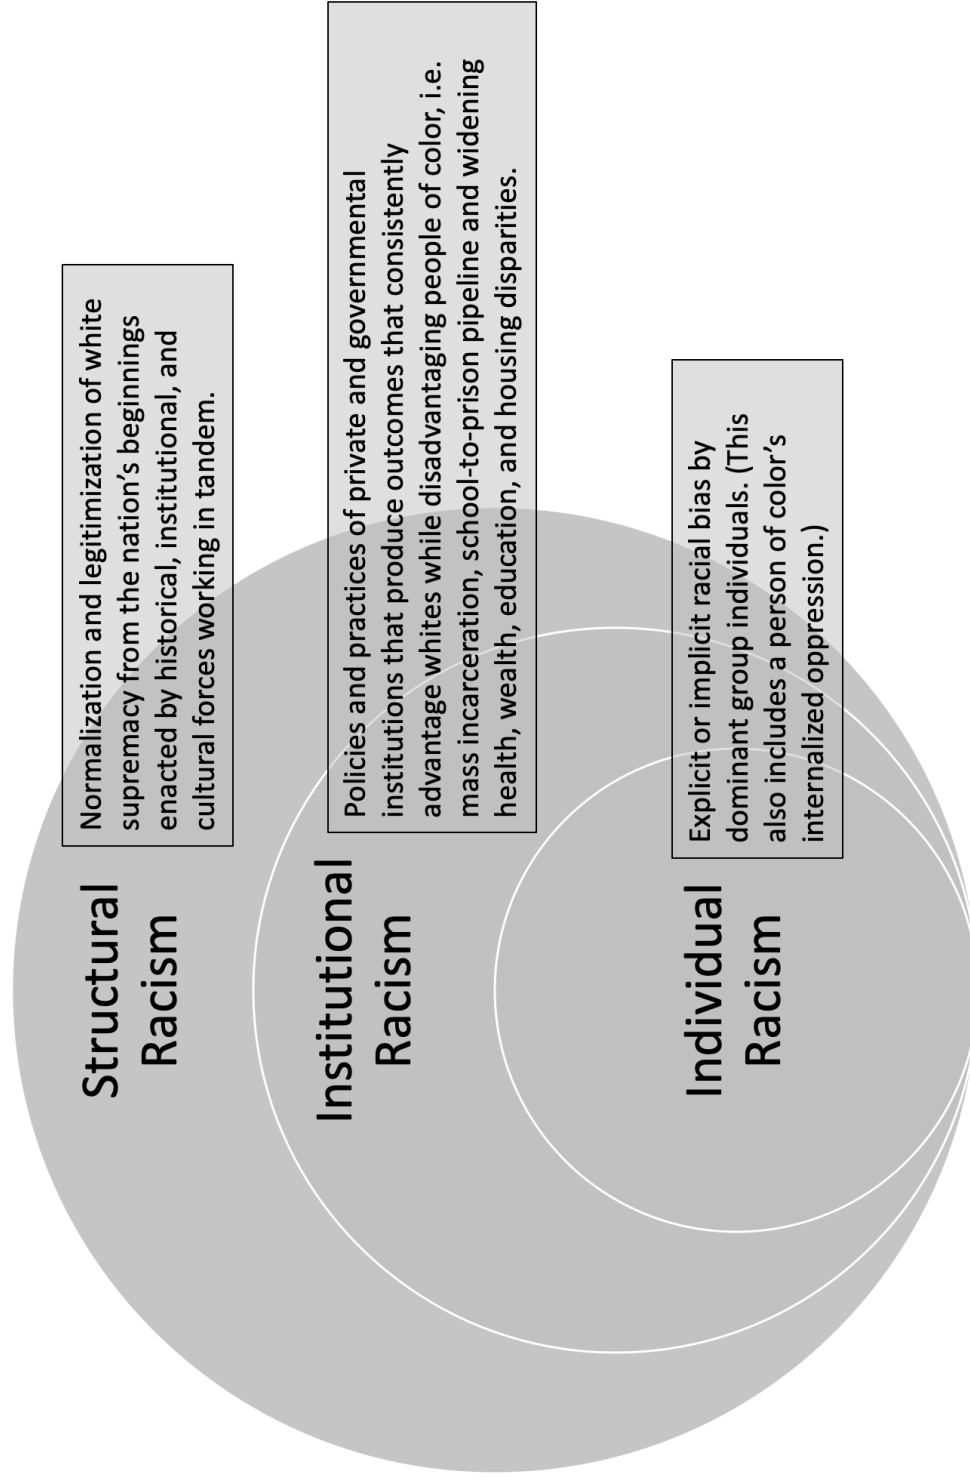 Structural
Racism
Normalization and legitimization of white
supremacy from the nation’s beginnings
enacted by historical, institutional, and
cultural forces working in tandem.
Institutional
Racism
Policies and practices of private and governmental
institutions that produce outcomes that consistently
advantage whites while disadvantaging people of color, i.e.
mass incarceration, school-to-prison pipeline and widening
health, wealth, education, and housing disparities.
Individual
Racism
Explicit or implicit racial bias by
dominant group individuals. (This
also includes a person of color’s
internalized oppression.)